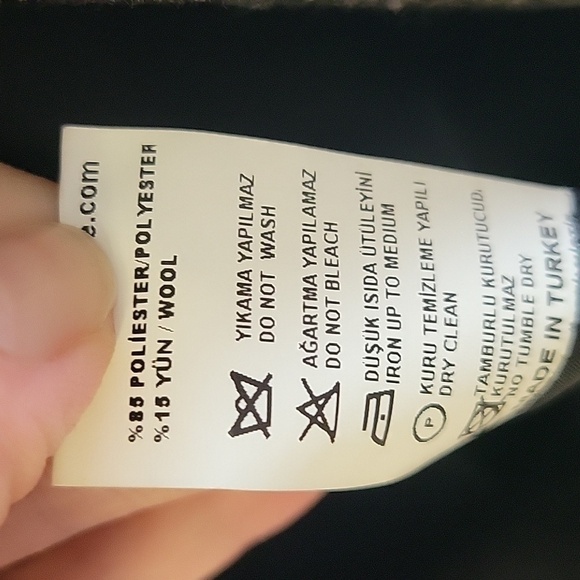 e.com
%85 POLİESTER/POLYESTER
%15 YÜN / WOOL
YIKAMA YAPILMAZ
DO NOT WASH
AĞARTMA YAPILAMAZ
DO NOT BLEACH
DÜŞÜK ISIDA ÜTÜLEYİNİ
IRON UP TO MEDIUM
P
KURU TEMİZLEME YAPILI
DRY CLEAN
TAMBURLU KURUTUCUD
KURUTULMAZ
NO TUMBLE DRY
MADE IN TURKEY